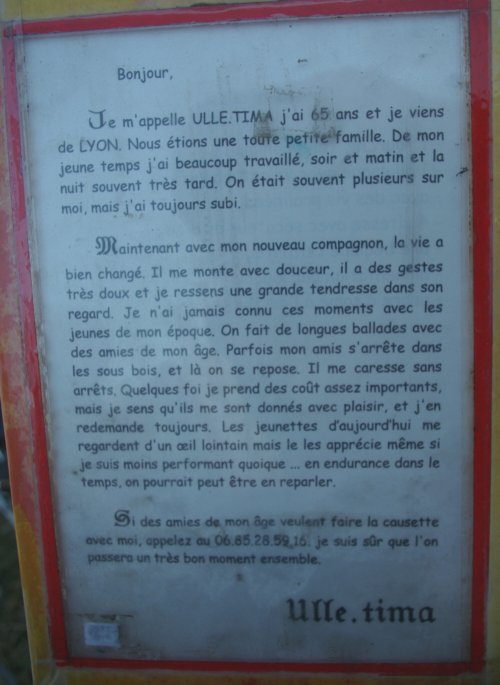 Bonjour,
Je m'appelle ULLE.TIMA j'ai 65 ans et je viens
de LYON. Nous étions une toute petite famille. De mon
jeune temps j'ai beaucoup travaillé, soir et matin et la
nuit souvent très tard. On était souvent plusieurs sur
moi, mais j'ai toujours subi.
Maintenant avec mon nouveau compagnon, la vie a
bien changé. Il me monte avec douceur, il a des gestes
très doux et je ressens une grande tendresse dans son
regard. Je n'ai jamais connu ces moments avec les
jeunes de mon époque. On fait de longues ballades avec
des amies de mon âge. Parfois mon amis s'arrête dans
les sous bois, et là on se repose. Il me caresse sans
arrêts. Quelques foi je prend des coût assez importants,
mais je sens qu'ils me sont donnés avec plaisir, et j'en
redemande toujours. Les jeunettes d'aujourd'hui me
regardent d'un œil lointain mais le les apprécie même si
je suis moins performant quoique ... en endurance dans le
temps, on pourrait peut être en reparler.
Si des amies de mon âge veulent faire la causette
avec moi, appelez au 06.85.28.59.16. je suis sûr que l'on
passera un très bon moment ensemble.
Ulle.tima